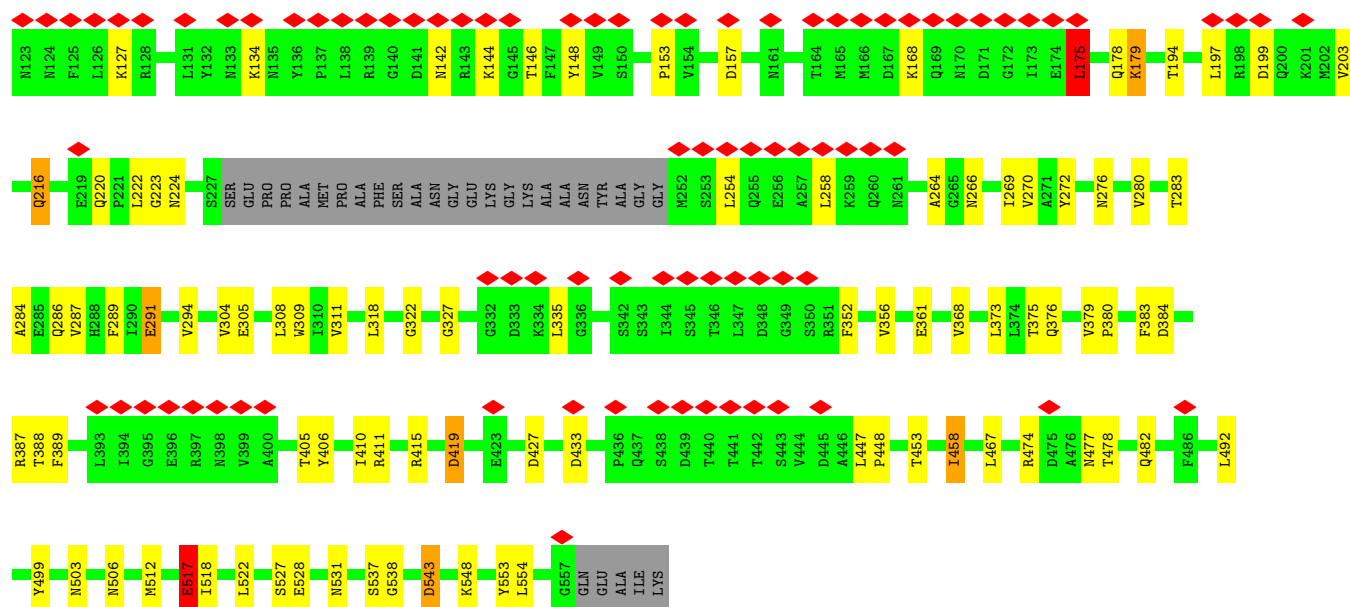 N123 N124 F125 L126 K127 R128 L131 Y132 N133 K134 N135 Y136 P137 L138 R139 G140 D141 N142 R143 K144 G145 T146 F147 Y148 V149 S150 P153 V154 D157 N161 T164 M165 M166 D167 K168 Q169 N170 D171 G172 I173 E174 L175 Q178 K179 T194 L197 R198 D199 Q200 K201 M202 V203
Q216 E219 Q220 P221 L222 G223 N224 S227 SER GLU PRO PRO ALA MET PRO ALA PHE SER ALA ASN GLY GLU LYS GLY LYS ALA ALA ASN TYR ALA GLY GLY M252 S253 L254 Q255 E256 A257 L258 K259 Q260 N261 A264 G265 N266 I269 V270 A271 Y272 N276 V280 T283
A284 E285 Q286 V287 H288 F289 I290 E291 V294 V304 E305 L308 W309 I310 V311 L318 G322 G327 G332 D333 K334 L335 G336 S342 S343 I344 S345 T346 L347 D348 G349 S350 R351 F352 V356 E361 V368 L373 L374 T375 Q376 V379 P380 F383 D384
R387 T388 F389 L393 I394 G395 E396 R397 N398 V399 A400 T405 Y406 I410 R411 R415 D419 E423 D427 D433 P436 Q437 S438 D439 T440 T441 T442 S443 V444 D445 A446 L447 P448 T453 I458 L467 R474 D475 A476 N477 T478 Q482 F486 L492
Y499 N503 N506 M512 E517 I518 L522 S527 E528 N531 S537 G538 D543 K548 Y553 L554 G557 GLN GLU ALA ILE LYS